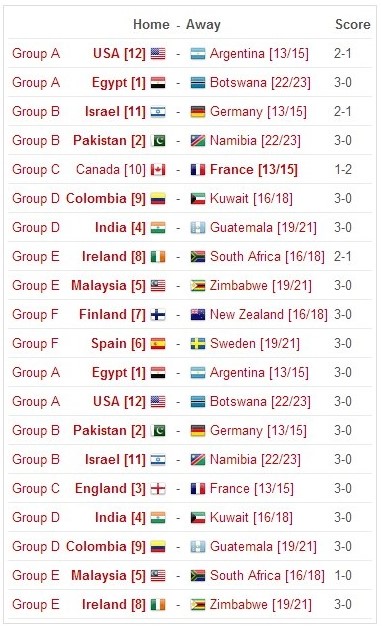 Home - Away Score
Group A USA [12] - Argentina [13/15] 2-1
Group A Egypt [1] - Botswana [22/23] 3-0
Group B Israel [11] - Germany [13/15] 2-1
Group B Pakistan [2] - Namibia [22/23] 3-0
Group C Canada [10] - France [13/15] 1-2
Group D Colombia [9] - Kuwait [16/18] 3-0
Group D India [4] - Guatemala [19/21] 3-0
Group E Ireland [8] - South Africa [16/18] 2-1
Group E Malaysia [5] - Zimbabwe [19/21] 3-0
Group F Finland [7] - New Zealand [16/18] 3-0
Group F Spain [6] - Sweden [19/21] 3-0
Group A Egypt [1] - Argentina [13/15] 3-0
Group A USA [12] - Botswana [22/23] 3-0
Group B Pakistan [2] - Germany [13/15] 3-0
Group B Israel [11] - Namibia [22/23] 3-0
Group C England [3] - France [13/15] 3-0
Group D India [4] - Kuwait [16/18] 3-0
Group D Colombia [9] - Guatemala [19/21] 3-0
Group E Malaysia [5] - South Africa [16/18] 1-0
Group E Ireland [8] - Zimbabwe [19/21] 3-0